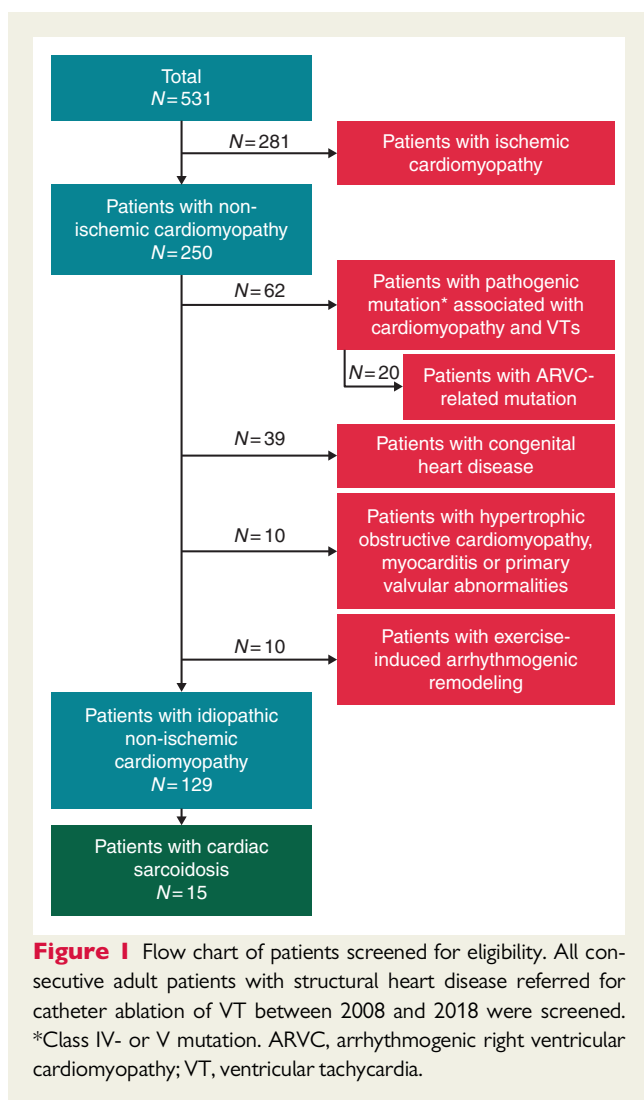 Total
N=531
N=281
Patients with ischemic
cardiomyopathy
Patients with non-
ischemic cardiomyopathy
N=250
N=62
Patients with pathogenic
mutation* associated with
cardiomyopathy and VTs
N=20
Patients with ARVC-
related mutation
N=39
Patients with congenital
heart disease
N=10
Patients with hypertrophic
obstructive cardiomyopathy,
myocarditis or primary
valvular abnormalities
N=10
Patients with exercise-
induced arrhythmogenic
remodeling
Patients with idiopathic
non-ischemic
cardiomyopathy
N=129
Patients with cardiac
sarcoidosis
N=15
Figure 1 Flow chart of patients screened for eligibility. All con-
secutive adult patients with structural heart disease referred for
catheter ablation of VT between 2008 and 2018 were screened.
*Class IV- or V mutation. ARVC, arrhythmogenic right ventricular
cardiomyopathy; VT, ventricular tachycardia.